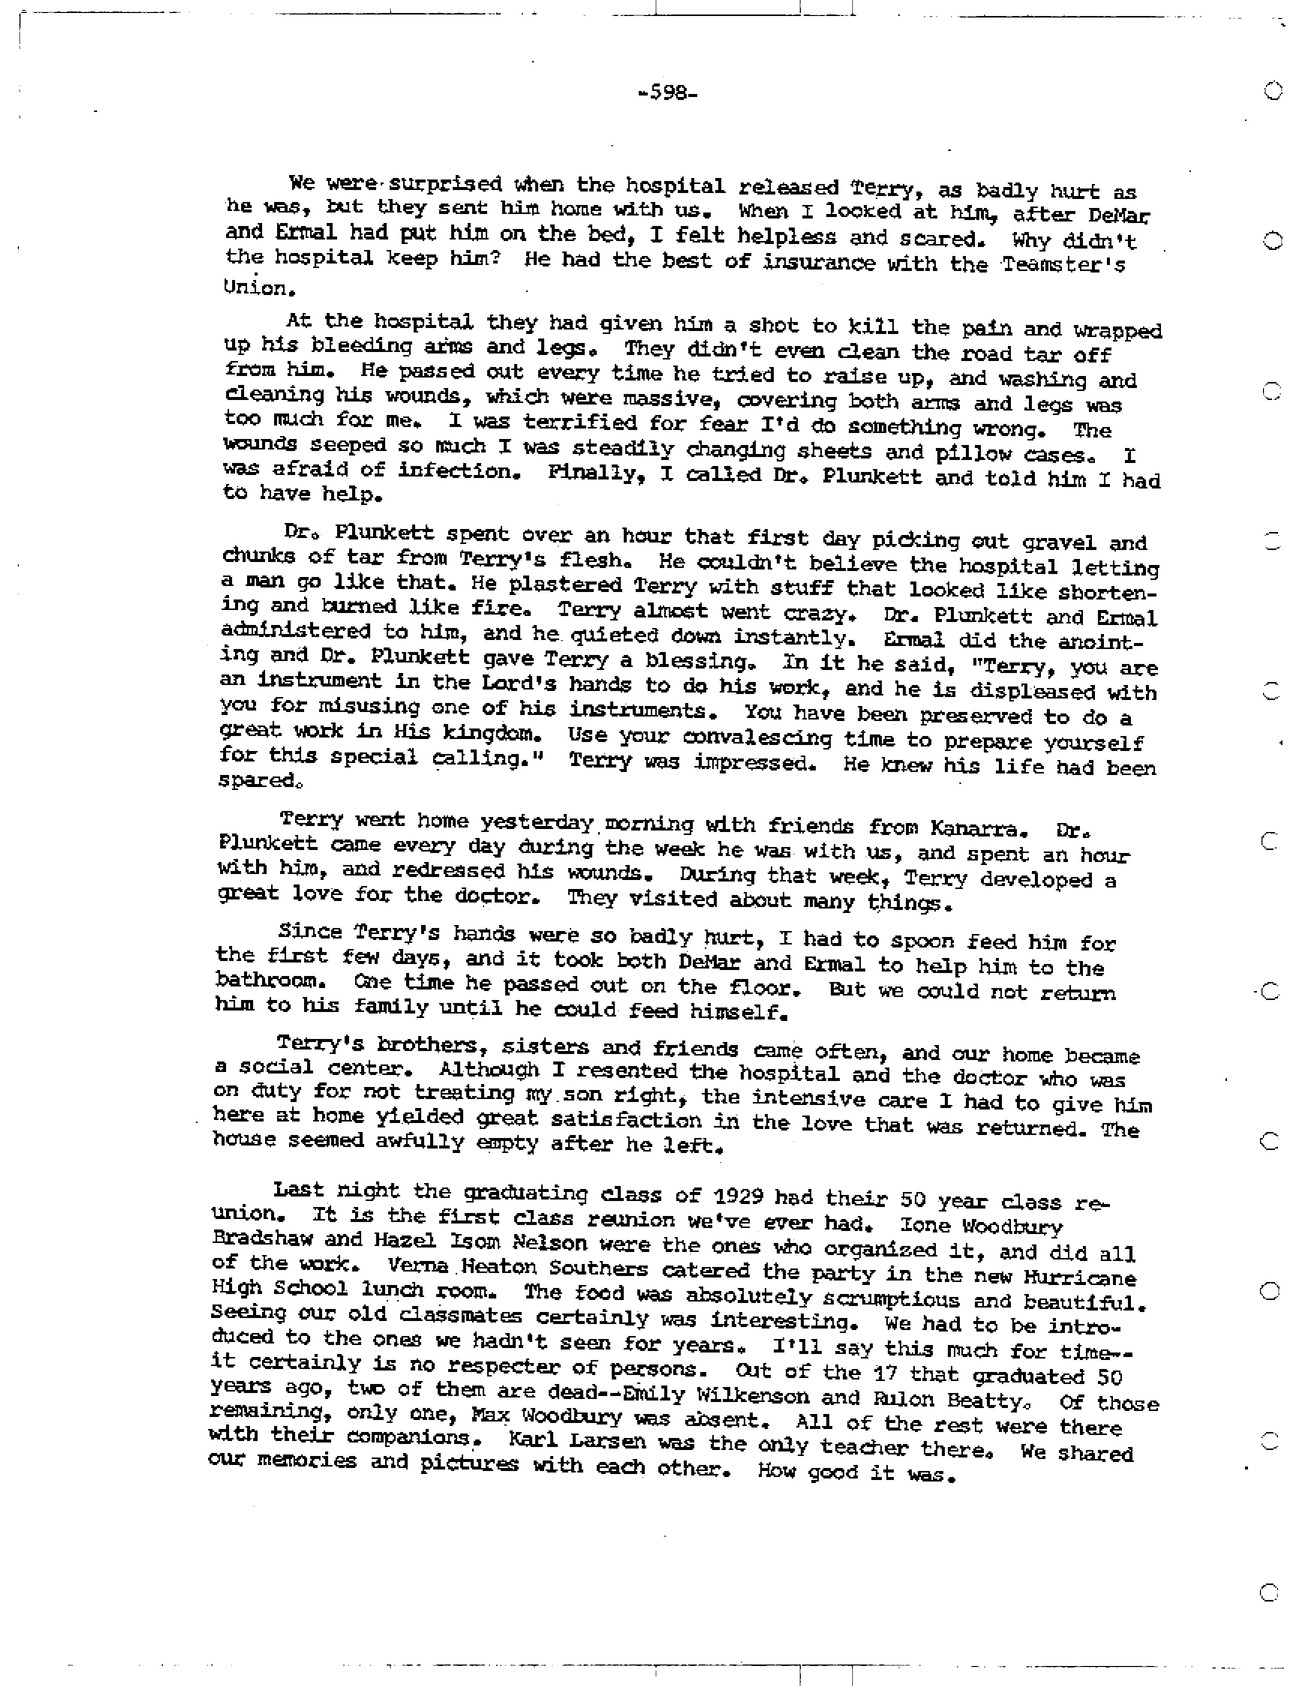 -598-
We were surprised when the hospital released Terry, as badly hurt as
he was, but they sent him home with us. When I looked at him, after DeMar
and Ermal had put him on the bed, I felt helpless and scared. Why didn't
the hospital keep him? He had the best of insurance with the Teamster's
Union.
At the hospital they had given him a shot to kill the pain and wrapped
up his bleeding arms and legs. They didn't even clean the road tar off
from him. He passed out every time he tried to raise up, and washing and
cleaning his wounds, which were massive, covering both arms and legs was
too much for me. I was terrified for fear I'd do something wrong. The
wounds seeped so much I was steadily changing sheets and pillow cases. I
was afraid of infection. Finally, I called Dr. Plunkett and told him I had
to have help.
Dr. Plunkett spent over an hour that first day picking out gravel and
chunks of tar from Terry's flesh. He couldn't believe the hospital letting
a man go like that. He plastered Terry with stuff that looked like shorten-
ing and burned like fire. Terry almost went crazy. Dr. Plunkett and Ermal
administered to him, and he quieted down instantly. Ermal did the anoint-
ing and Dr. Plunkett gave Terry a blessing. In it he said, "Terry, you are
an instrument in the Lord's hands to do his work, and he is displeased with
you for misusing one of his instruments. You have been preserved to do a
great work in His kingdom. Use your convalescing time to prepare yourself
for this special calling." Terry was impressed. He knew his life had been
spared.
Terry went home yesterday morning with friends from Kanarra. Dr.
Plunkett came every day during the week he was with us, and spent an hour
with him, and redressed his wounds. During that week, Terry developed a
great love for the doctor. They visited about many things.
Since Terry's hands were so badly hurt, I had to spoon feed him for
the first few days, and it took both DeMar and Ermal to help him to the
bathroom. One time he passed out on the floor. But we could not return
him to his family until he could feed himself.
Terry's brothers, sisters and friends came often, and our home became
a social center. Although I resented the hospital and the doctor who was
on duty for not treating my son right, the intensive care I had to give him
here at home yielded great satisfaction in the love that was returned. The
house seemed awfully empty after he left.
Last night the graduating class of 1929 had their 50 year class re-
union. It is the first class reunion we've ever had. Ione Woodbury
Bradshaw and Hazel Isom Nelson were the ones who organized it, and did all
of the work. Verna Heaton Southers catered the party in the new Hurricane
High School lunch room. The food was absolutely scrumptious and beautiful.
Seeing our old classmates certainly was interesting. We had to be intro-
duced to the ones we hadn't seen for years. I'll say this much for time--
it certainly is no respecter of persons. Out of the 17 that graduated 50
years ago, two of them are dead--Emily Wilkenson and Rulon Beatty. Of those
remaining, only one, Max Woodbury was absent. All of the rest were there
with their companions. Karl Larsen was the only teacher there. We shared
our memories and pictures with each other. How good it was.